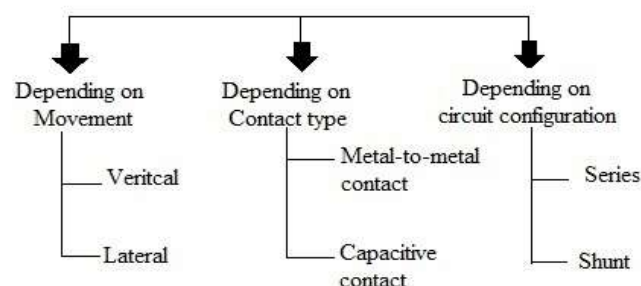 Depending on
Movement
Veritcal
Lateral
Depending on
Contact type
Metal-to-metal
contact
Capacitive
contact
Depending on
circuit configuration
Series
Shunt